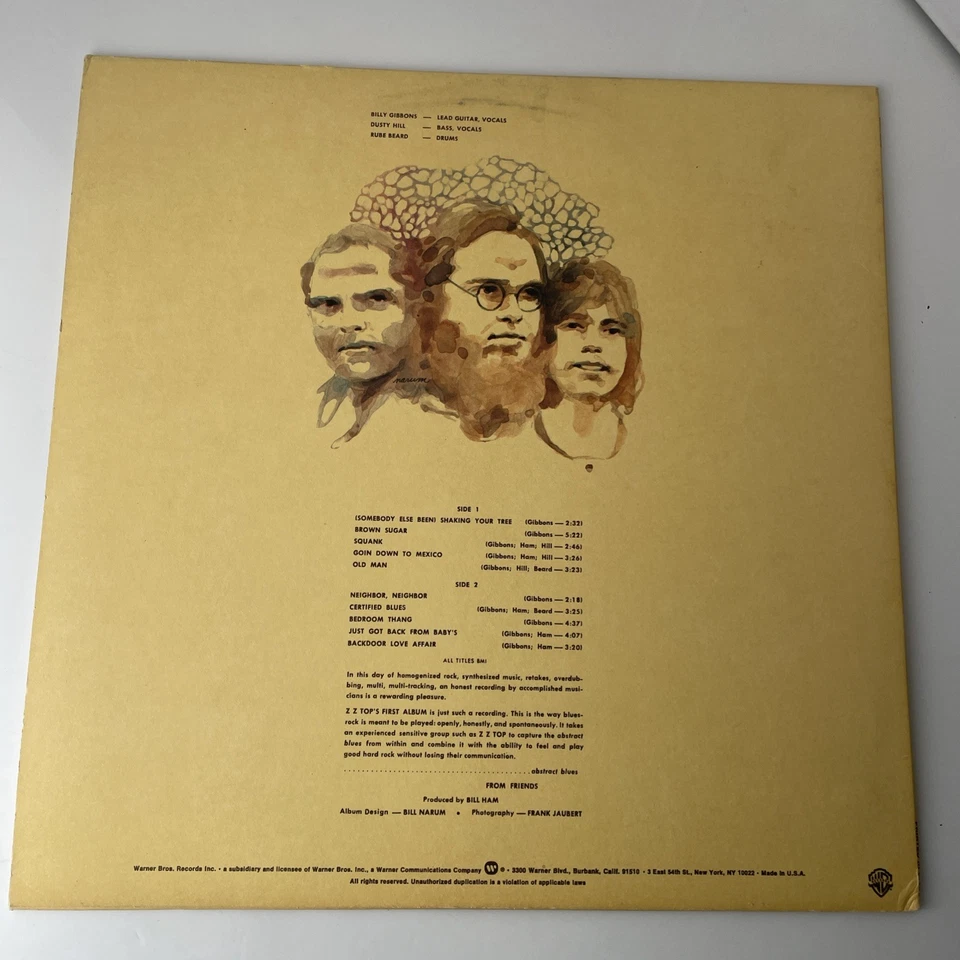 BILLY GIBBONS — LEAD GUITAR, VOCALS
DUSTY HILL — BASS, VOCALS
RUBE BEARD — DRUMS
narum
SIDE 1
(SOMEBODY ELSE BEEN) SHAKING YOUR TREE (Gibbons — 2:32)
BROWN SUGAR (Gibbons — 5:22)
SQUANK (Gibbons; Ham; Hill — 2:46)
GOIN DOWN TO MEXICO (Gibbons; Ham; Hill — 3:26)
OLD MAN (Gibbons; Hill; Beard — 3:23)
SIDE 2
NEIGHBOR, NEIGHBOR (Gibbons — 2:18)
CERTIFIED BLUES (Gibbons; Ham; Beard — 3:25)
BEDROOM THANG (Gibbons — 4:37)
JUST GOT BACK FROM BABY'S (Gibbons; Ham — 4:07)
BACKDOOR LOVE AFFAIR (Gibbons; Ham — 3:20)
ALL TITLES BMI
In this day of homogenized rock, synthesized music, retakes, overdub-
bing, multi, multi-tracking, an honest recording by accomplished musi-
cians is a rewarding pleasure.
Z Z TOP'S FIRST ALBUM is just such a recording. This is the way blues-
rock is meant to be played: openly, honestly, and spontaneously. It takes
an experienced sensitive group such as Z Z TOP to capture the abstract
blues from within and combine it with the ability to feel and play
good hard rock without losing their communication.
..............................................abstract blues
FROM FRIENDS
Produced by BILL HAM
Album Design — BILL NARUM • Photography — FRANK JAUBERT
Warner Bros. Records Inc. • a subsidiary and licensee of Warner Bros. Inc., a Warner Communications Company ® • 3300 Warner Blvd., Burbank, Calif. 91510 • 3 East 54th St., New York, NY 10022 • Made in U.S.A.
All rights reserved. Unauthorized duplication is a violation of applicable laws